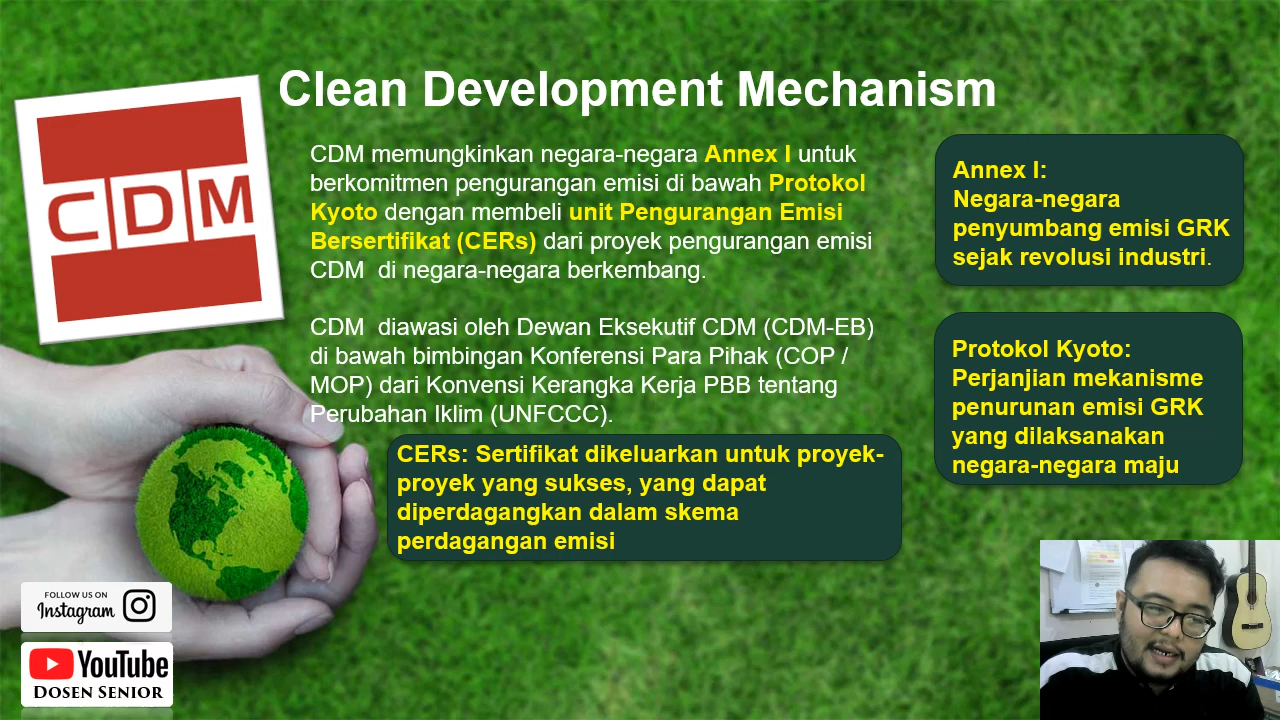 Clean Development Mechanism
CDM
CDM memungkinkan negara-negara Annex I untuk
berkomitmen pengurangan emisi di bawah Protokol
Kyoto dengan membeli unit Pengurangan Emisi
Bersertifikat (CERs) dari proyek pengurangan emisi
CDM di negara-negara berkembang.
CDM diawasi oleh Dewan Eksekutif CDM (CDM-EB)
di bawah bimbingan Konferensi Para Pihak (COP /
MOP) dari Konvensi Kerangka Kerja PBB tentang
Perubahan Iklim (UNFCCC).
CERs: Sertifikat dikeluarkan untuk proyek-
proyek yang sukses, yang dapat
diperdagangkan dalam skema
perdagangan emisi
Annex I:
Negara-negara
penyumbang emisi GRK
sejak revolusi industri.
Protokol Kyoto:
Perjanjian mekanisme
penurunan emisi GRK
yang dilaksanakan
negara-negara maju
FOLLOW US ON
Instagram
YouTube
DOSEN SENIOR